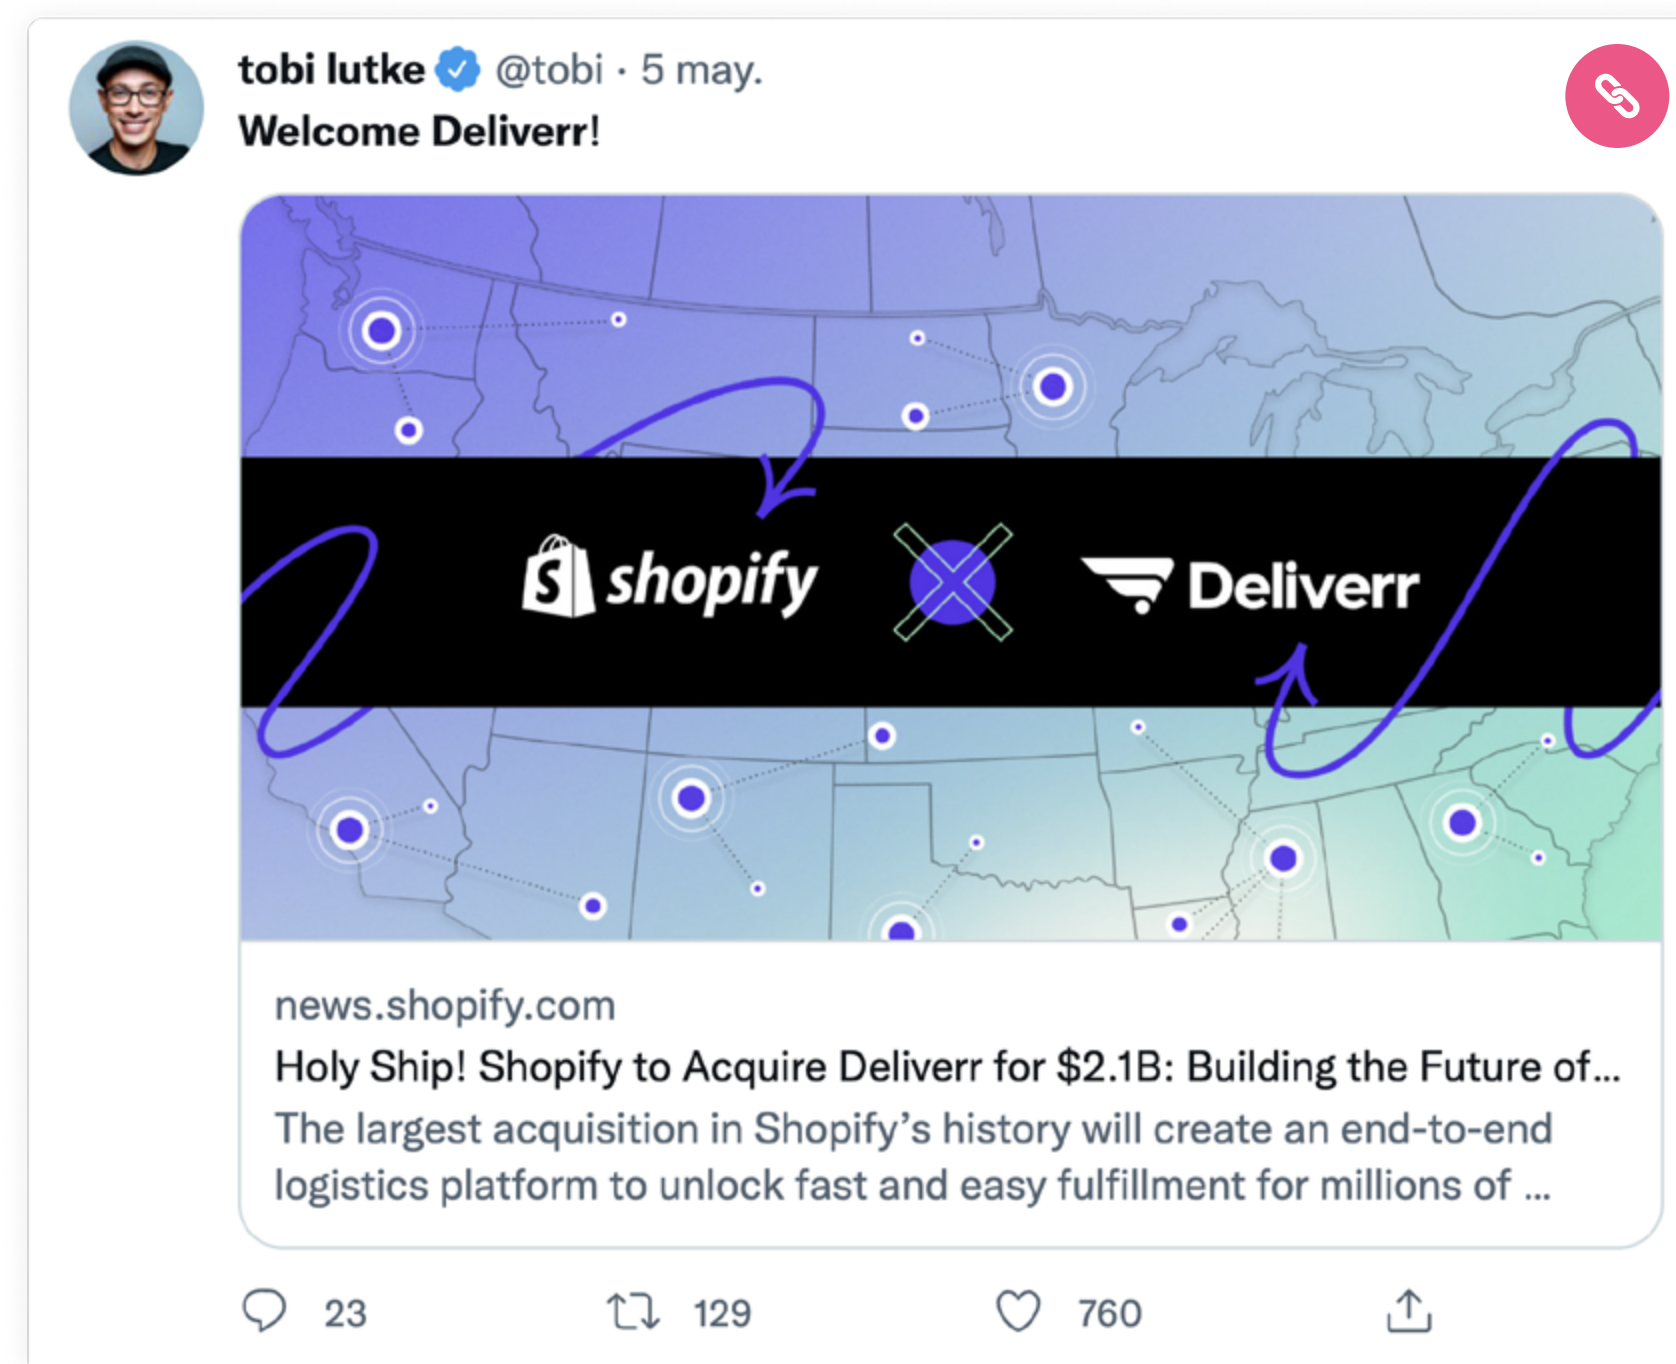 tobi lutke @tobi · 5 may.
Welcome Deliverr!
shopify Deliverr
news.shopify.com
Holy Ship! Shopify to Acquire Deliverr for $2.1B: Building the Future of...
The largest acquisition in Shopify’s history will create an end-to-end
logistics platform to unlock fast and easy fulfillment for millions of ...
23 129 760